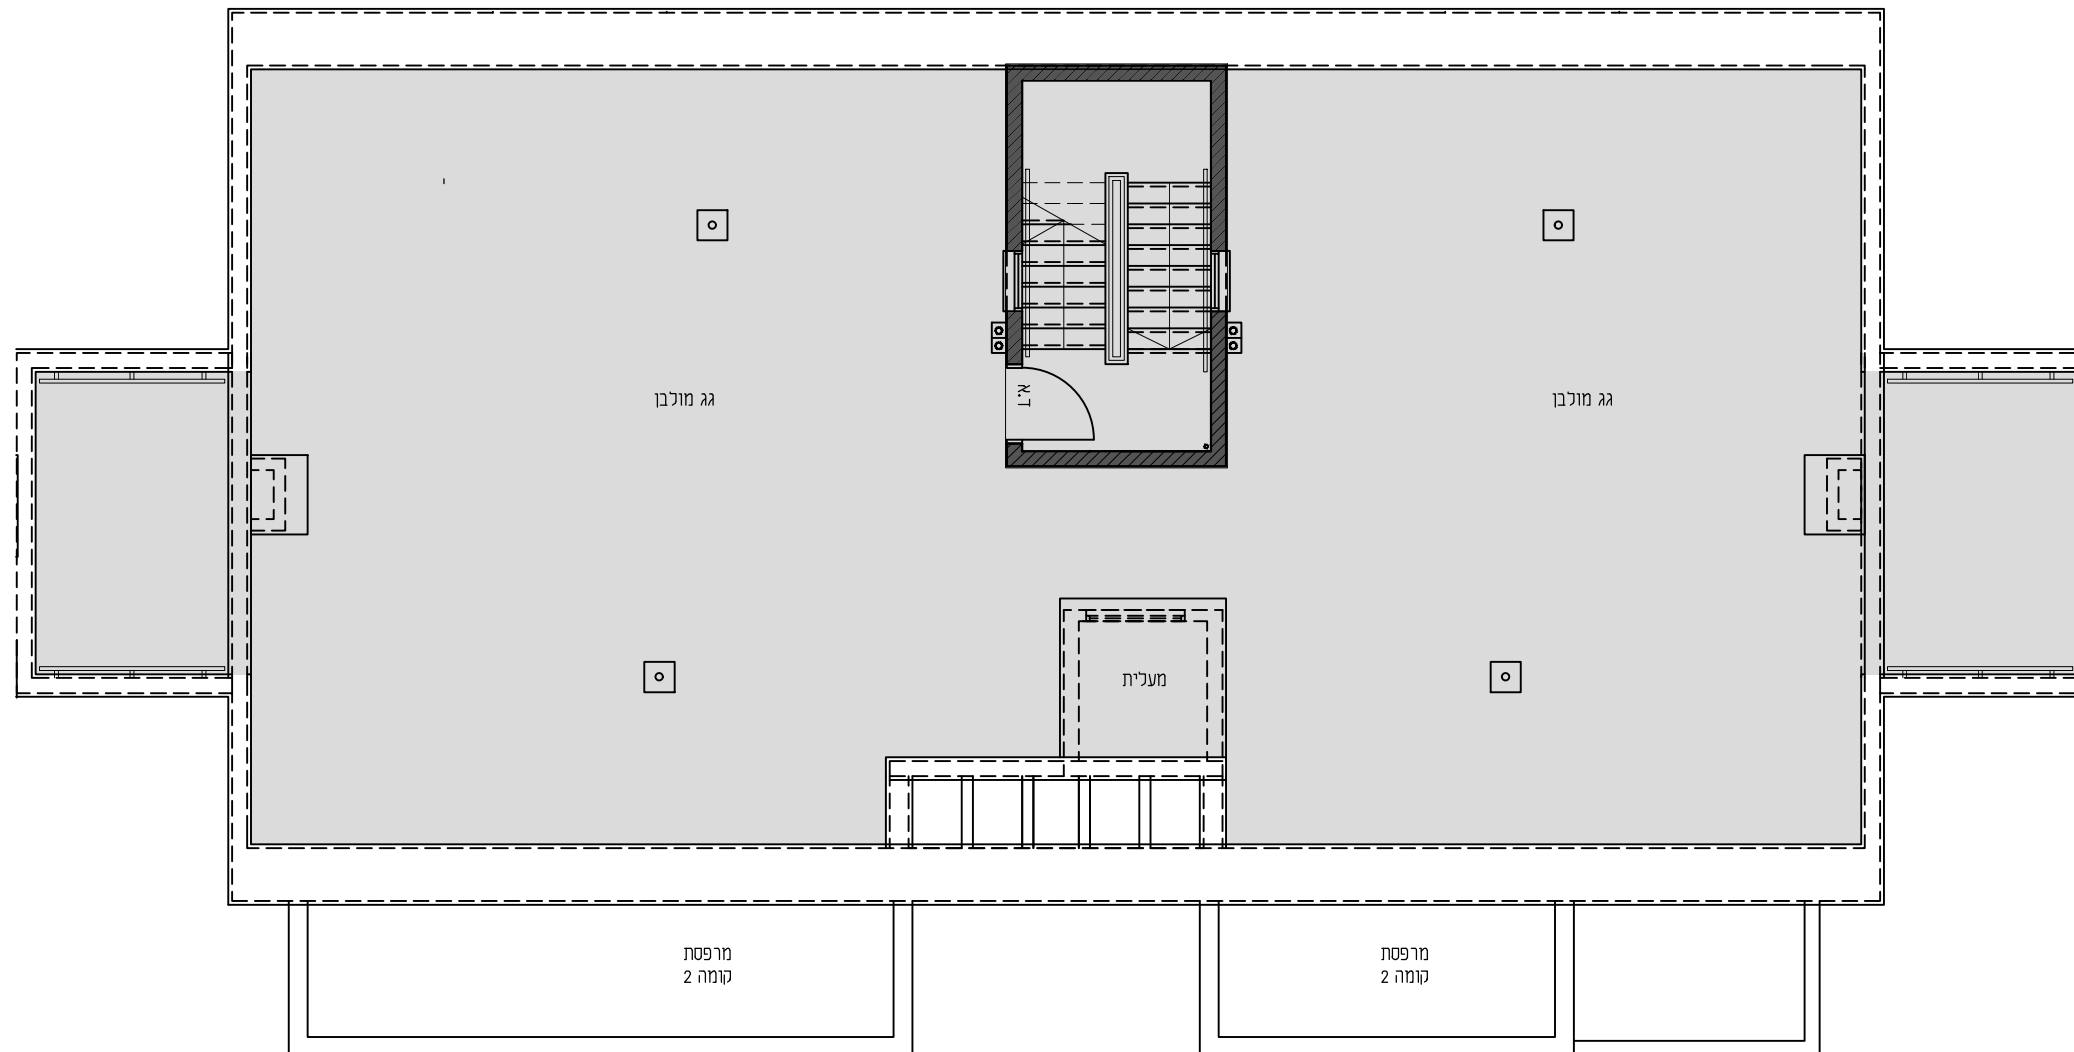 א.ד
גג מולבן
גג מולבן
מעלית
מרפסת
קומה 2
מרפסת
קומה 2